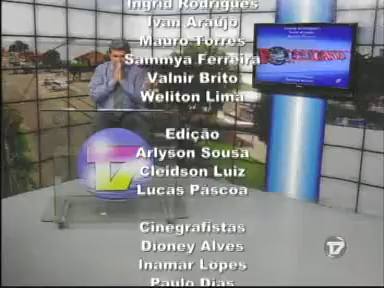 Ingrid Rodrigues
Ivan Araújo
Mauro Torres
Sammya Ferreira
Valnir Brito
Weliton Lima
Edição
Arlyson Sousa
Cleidson Luiz
Lucas Páscoa
Cinegrafistas
Dioney Alves
Inamar Lopes
Paulo Dias